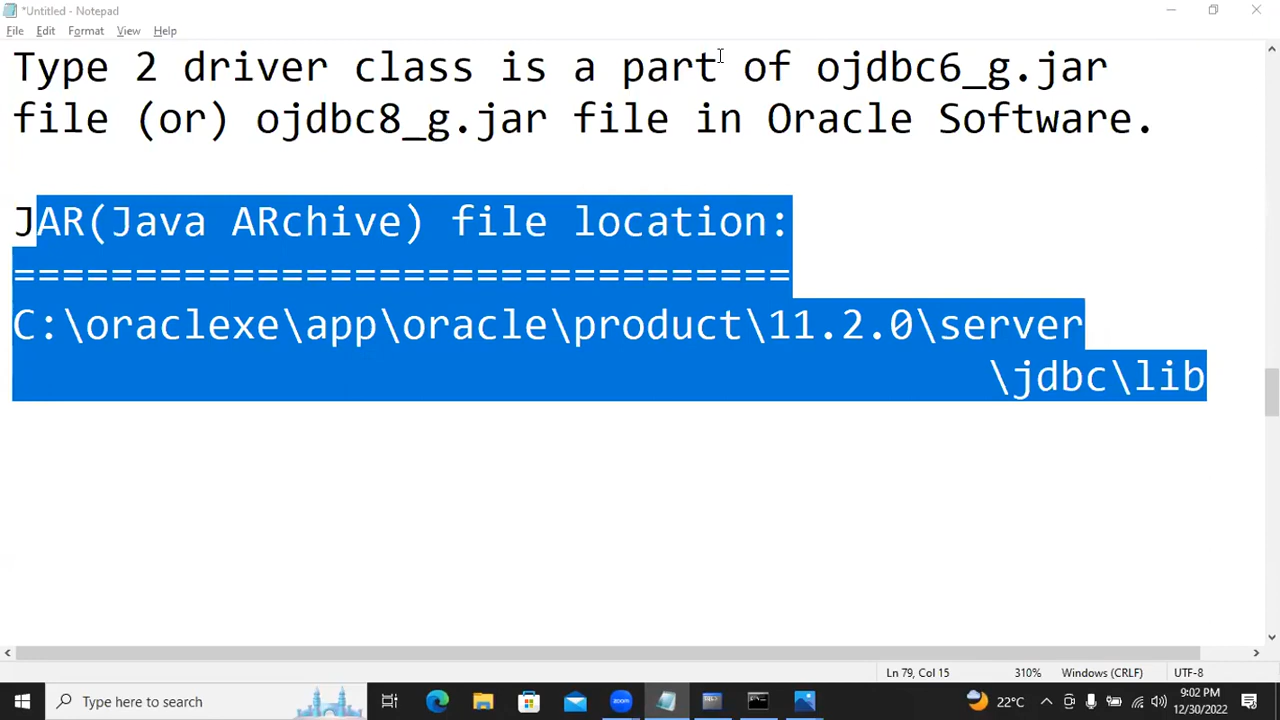 *Untitled - Notepad
File Edit Format View Help
Type 2 driver class is a part of ojdbc6_g.jar
file (or) ojdbc8_g.jar file in Oracle Software.
JAR(Java ARchive) file location:
================================
C:\oraclexe\app\oracle\product\11.2.0\server
\jdbc\lib
Ln 79, Col 15 310% Windows (CRLF) UTF-8
Type here to search
zoom
22°C
9:02 PM
12/30/2022